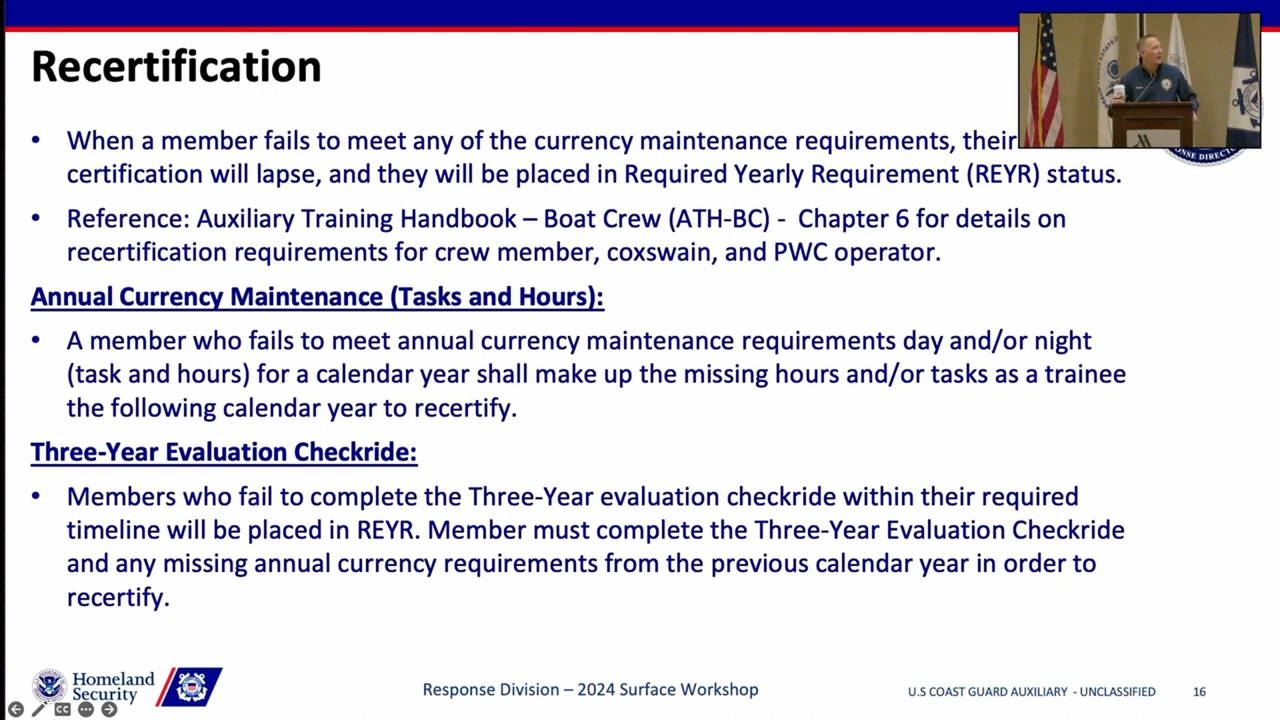 Recertification
• When a member fails to meet any of the currency maintenance requirements, their
certification will lapse, and they will be placed in Required Yearly Requirement (REYR) status.
• Reference: Auxiliary Training Handbook – Boat Crew (ATH-BC) - Chapter 6 for details on
recertification requirements for crew member, coxswain, and PWC operator.
Annual Currency Maintenance (Tasks and Hours):
• A member who fails to meet annual currency maintenance requirements day and/or night
(task and hours) for a calendar year shall make up the missing hours and/or tasks as a trainee
the following calendar year to recertify.
Three-Year Evaluation Checkride:
• Members who fail to complete the Three-Year evaluation checkride within their required
timeline will be placed in REYR. Member must complete the Three-Year Evaluation Checkride
and any missing annual currency requirements from the previous calendar year in order to
recertify.
Homeland
Security
Response Division – 2024 Surface Workshop
U.S COAST GUARD AUXILIARY - UNCLASSIFIED
16
CC